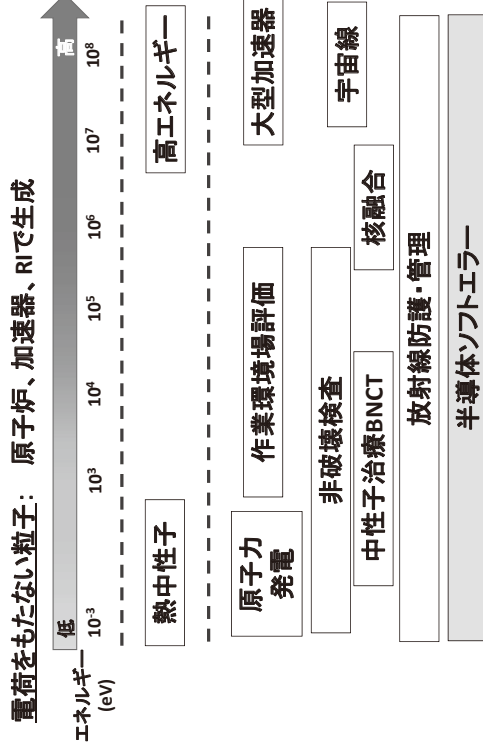 電荷をもたない粒子： 原子炉、加速器、RIで生成
低
高
エネルギー
(eV)
10-3
10³
10⁴
10⁵
10⁶
10⁷
10⁸
熱中性子
高エネルギー
原子力
発電
作業環境場評価
大型加速器
非破壊検査
宇宙線
中性子治療BNCT
核融合
放射線防護・管理
半導体ソフトエラー